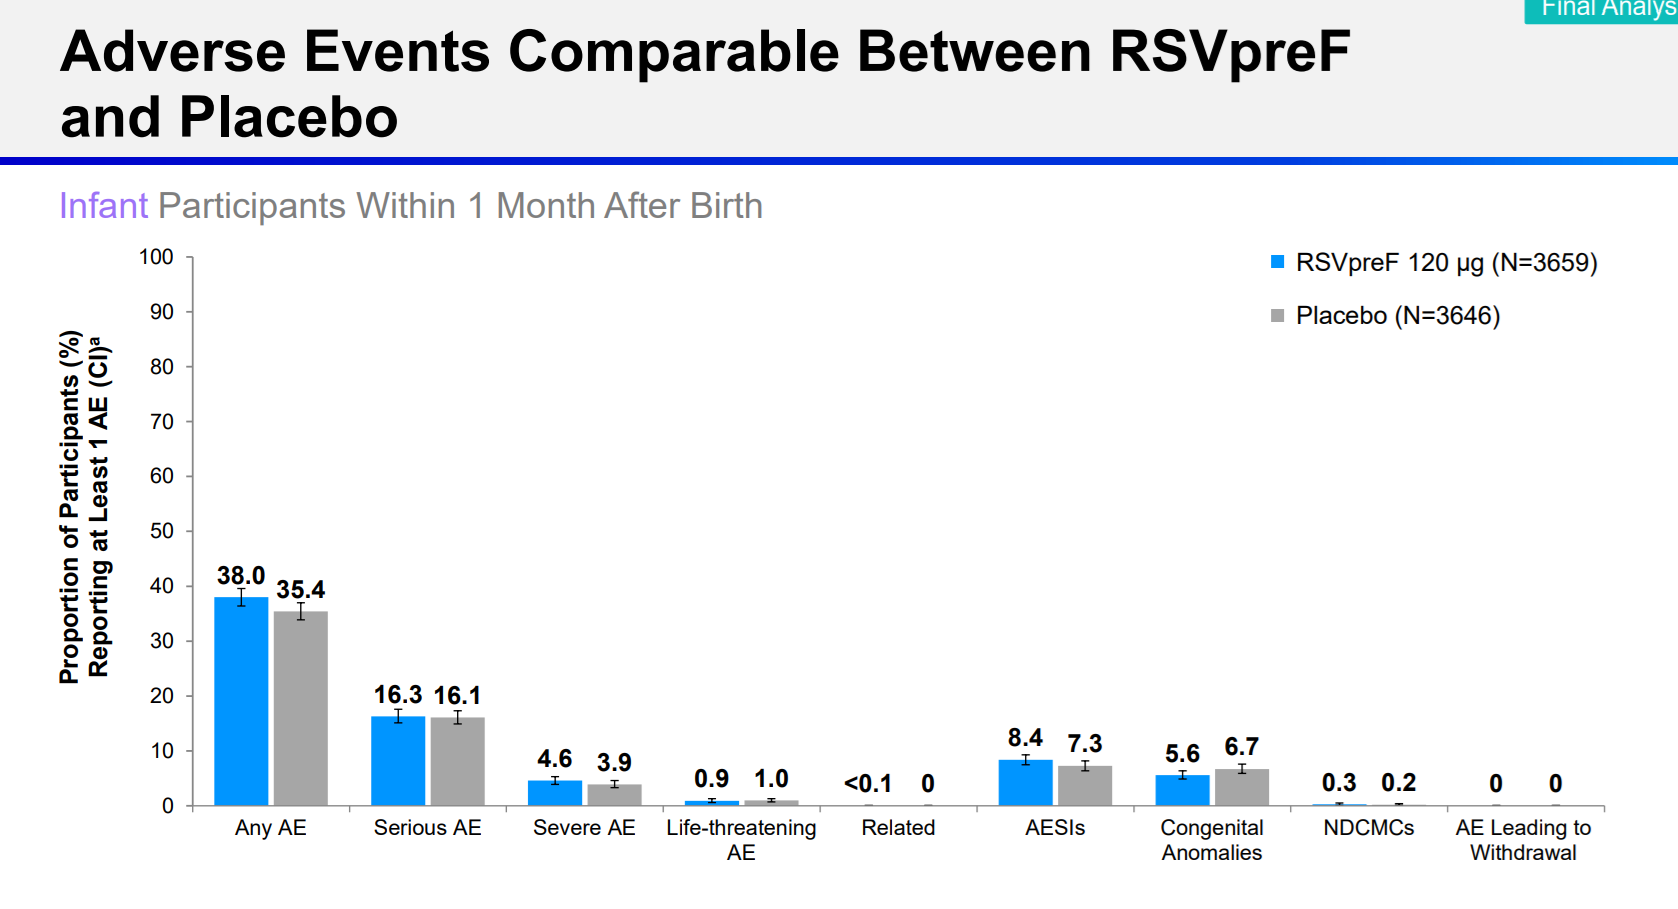 Final Analys
Adverse Events Comparable Between RSVpreF
and Placebo
Infant Participants Within 1 Month After Birth
Proportion of Participants (%)
Reporting at Least 1 AE (CI)ª
100
90
80
70
60
50
40
30
20
10
0
RSVpreF 120 µg (N=3659)
Placebo (N=3646)
38.0 35.4
16.3 16.1
4.6 3.9
0.9 1.0
<0.1 0
8.4 7.3
5.6 6.7
0.3 0.2
0 0
Any AE
Serious AE
Severe AE
Life-threatening
AE
Related
AESIs
Congenital
Anomalies
NDCMCs
AE Leading to
Withdrawal